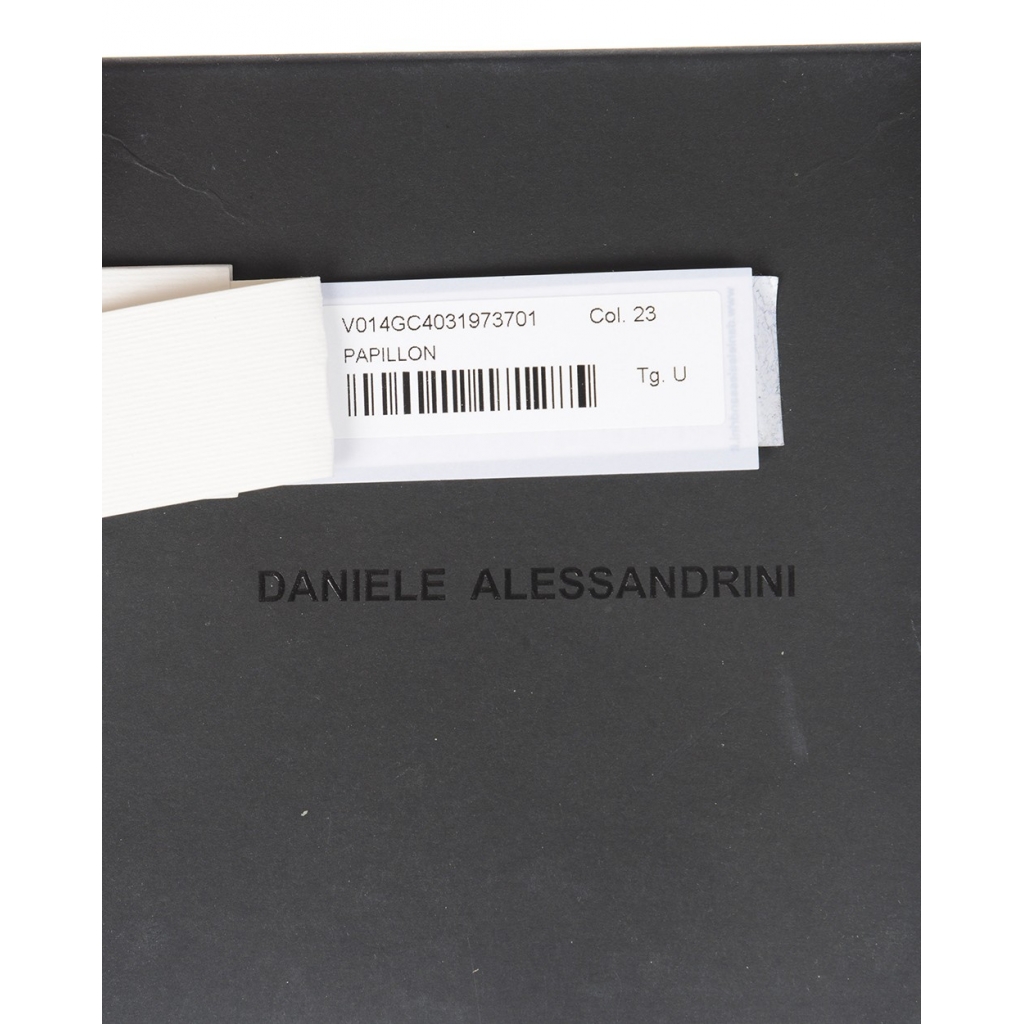 V014GC4031973701 Col. 23
PAPILLON
Tg. U
DANIELE ALESSANDRINI